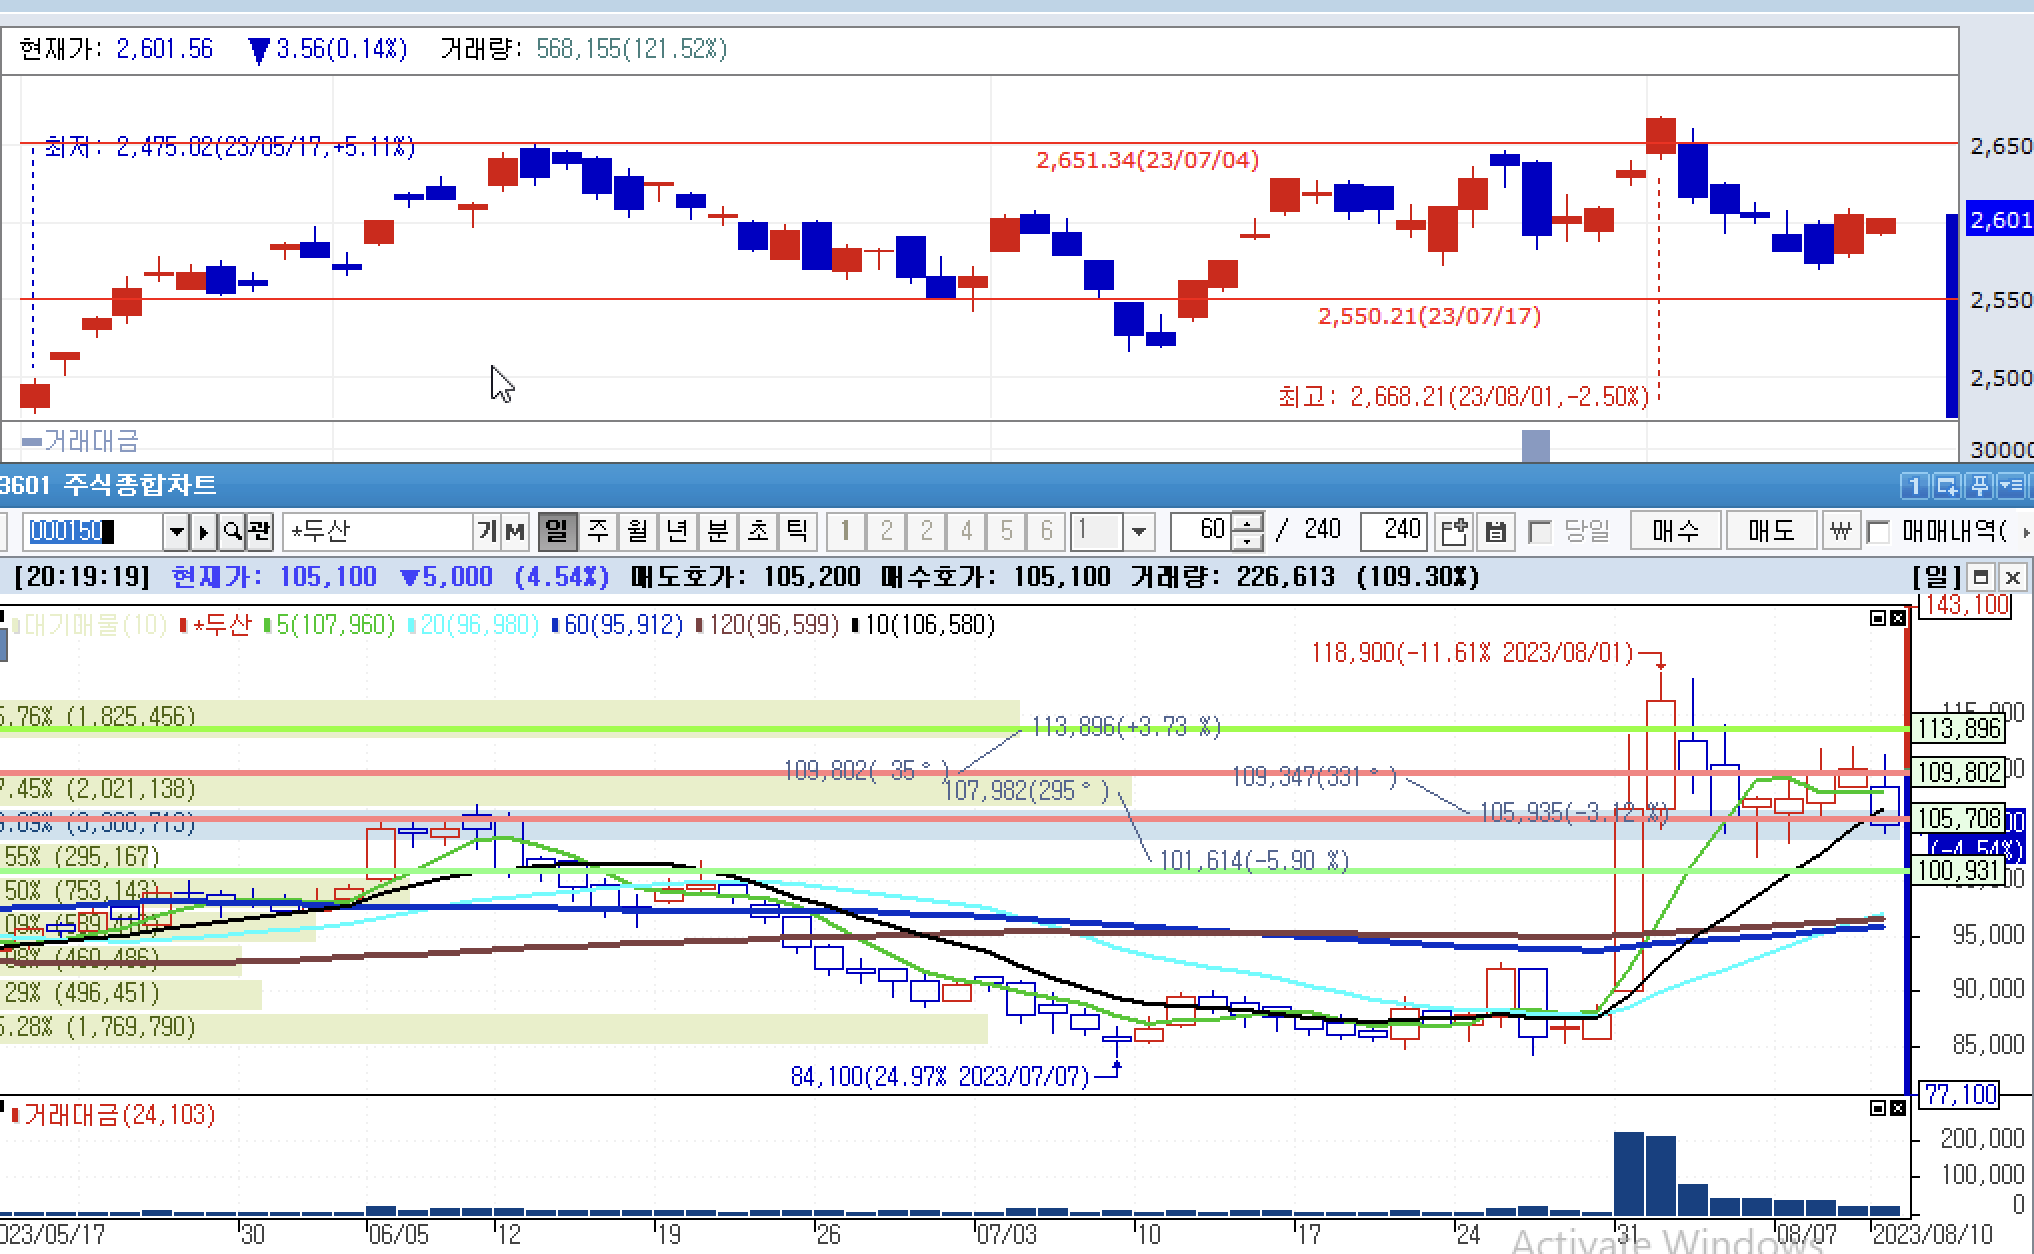 현재가: 2,601.56 ▼3.56(0.14%) 거래량: 568,155(121.52%)
최저: 2,475.02(23/05/17,+5.11%)
2,650
2,651.34(23/07/04)
2,601
2,550
2,550.21(23/07/17)
2,500
최고: 2,668.21(23/08/01,-2.50%)
거래대금
30000
3601 주식종합차트 1
000150 관 *두산 기 M 일 주 월 년 분 초 틱 1 2 2 4 5 6 1 60 / 240 240 당일 매수 매도 ₩ 매매내역(
[20:19:19] 현재가: 105,100 ▼5,000 (4.54%) 매도호가: 105,200 매수호가: 105,100 거래량: 226,613 (109.30%) [일]
143,100
대기매물(10) *두산 5(107,960) 20(96,980) 60(95,912) 120(96,599) 10(106,580)
118,900(-11.61% 2023/08/01)
5.76% (1,825,456)
113,896(+3.73 %)
113,896
109,802( 35° )
109,347(331° )
109,802
7.45% (2,021,138)
107,982(295° )
105,935(-3.12 %)
105,708
(-4.54%)
55% (295,167)
101,614(-5.90 %)
100,931
50% (753,143)
95,000
(460,486)
29% (496,451)
90,000
5.28% (1,769,790)
85,000
84,100(24.97% 2023/07/07)
77,100
거래대금(24,103)
200,000
100,000
0
023/05/17 30 06/05 12 19 26 07/03 10 17 24 31 08/07 2023/08/10
Activate Windows